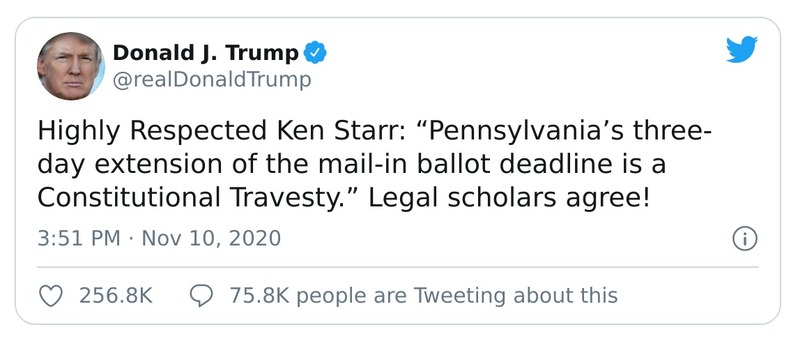 Donald J. Trump
@realDonaldTrump
Highly Respected Ken Starr: “Pennsylvania’s three-
day extension of the mail-in ballot deadline is a
Constitutional Travesty.” Legal scholars agree!
3:51 PM · Nov 10, 2020
256.8K 75.8K people are Tweeting about this